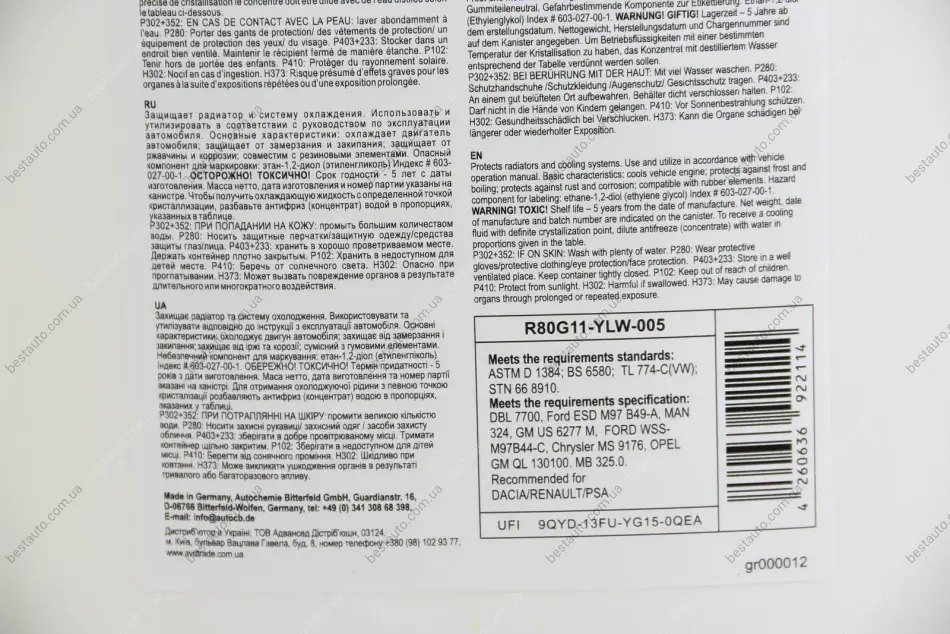 précise de cristallisation le concentré doit être dilué avec de l'eau distillée selon
le tableau ci-dessous.
P302+352: EN CAS DE CONTACT AVEC LA PEAU: laver abondamment à
l'eau. P280: Porter des gants de protection/ des vêtements de protection/ un
équipement de protection des yeux/ du visage. P403+233: Stocker dans un
endroit bien ventilé. Maintenir le récipient fermé de manière étanche. P102:
Tenir hors de portée des enfants. P410: Protéger du rayonnement solaire.
H302: Nocif en cas d'ingestion. H373: Risque présumé d'effets graves pour les
organes à la suite d'expositions répétées ou d'une exposition prolongée.
RU
Защищает радиатор и систему охлаждения. Использовать и
утилизировать в соответствии с руководством по эксплуатации
автомобиля. Основные характеристики: охлаждает двигатель
автомобиля; защищает от замерзания и закипания; защищает от
ржавчины и коррозии; совместим с резиновыми элементами. Опасный
компонент для маркировки: этан-1,2-диол (этиленгликоль) Индекс # 603-
027-00-1. ОСТОРОЖНО! ТОКСИЧНО! Срок годности - 5 лет с даты
изготовления. Масса нетто, дата изготовления и номер партии указаны на
канистре. Чтобы получить охлаждающую жидкость с определенной точкой
кристаллизации, разбавьте антифриз (концентрат) водой в пропорциях,
указанных в таблице.
P302+352: ПРИ ПОПАДАНИИ НА КОЖУ: промыть большим количеством
воды. P280: Носить защитные перчатки/защитную одежду/средства
защиты глаз/лица. P403+233: хранить в хорошо проветриваемом месте.
Держать контейнер плотно закрытым. P102: Хранить в недоступном для
детей месте. P410: Беречь от солнечного света. H302: Опасно при
проглатывании. H373: Может вызвать повреждение органов в результате
длительного или многократного воздействия.
UA
Захищає радіатор та систему охолодження. Використовувати та
утилізувати відповідно до інструкції з експлуатації автомобіля. Основні
характеристики: охолоджує двигун автомобіля; захищає від замерзання і
закипання; захищає від іржі та корозії; сумісний з гумовими елементами.
Небезпечний компонент для маркування: етан-1,2-діол (етиленгліколь)
Індекс # 603-027-00-1. ОБЕРЕЖНО! ТОКСИЧНО! Термін придатності - 5
років з дати виготовлення. Маса нетто, дата виготовлення та номер партії
вказані на каністрі. Для отримання охолоджуючої рідини з певною точкою
кристалізації розбавляють антифриз (концентрат) водою в пропорціях,
вказаних у таблиці.
P302+352: ПРИ ПОТРАПЛЯННІ НА ШКІРУ: промити великою кількістю
води. P280: Носити захисні рукавиці/ захисний одяг / засоби захисту
обличчя. P403+233: зберігати в добре провітрюваному місці. Тримати
контейнер щільно закритим. P102: Зберігати в недоступном для дітей
місці. P410: Берегти від сонячного проміння. H302: Шкідливо при
ковтанні. H373: Може викликати ушкодження органів в результаті
тривалого або багаторазового впливу.
Made in Germany, Autochemie Bitterfeld GmbH, Guardianstr. 16,
D-06766 Bitterfeld-Wolfen, Germany, tel: +49 (0) 341 308 68 398,
E-mail: info@autocb.de
Дистриб'ютор в Україні: ТОВ Адвансед Дістріб'юшн, 03124,
м. Київ, бульвар Вацлава Гавела, буд. 8, номер телефону +380 (98) 102 93 77,
www.avdtrade.com.ua
Gummielementeneutral. Gefahrbestimmende Komponente zur Etikettierung: Ethan-1,2-diol
(Ethylenglykol) Index # 603-027-00-1. WARNUNG! GIFTIG! Lagerzeit – 5 Jahre ab
dem erstellungsdatum. Nettogewicht, Herstellungsdatum und Chargennummer sind
auf dem Kanister angegeben. Um Betriebsflüssigkeiten mit einer bestimmten
Temperatur der Kristallisation zu haben, das Konzentrat mit destilliertem Wasser
entsprechend der Tabelle verdünnt werden sollen.
P302+352: BEI BERÜHRUNG MIT DER HAUT: Mit viel Wasser waschen. P280:
Schutzhandschuhe /Schutzkleidung /Augenschutz/ Gesichtsschutz tragen. P403+233:
An einem gut belüfteten Ort aufbewahren. Behälter dicht verschlossen halten. P102:
Darf nicht in die Hände von Kindern gelangen. P410: Vor Sonnenbestrahlung schützen.
H302: Gesundheitsschädlich bei Verschlucken. H373: Kann die Organe schädigen bei
längerer oder wiederholter Exposition.
EN
Protects radiators and cooling systems. Use and utilize in accordance with vehicle
operation manual. Basic characteristics: cools vehicle engine; protects against frost and
boiling; protects against rust and corrosion; compatible with rubber elements. Hazard
component for labeling: ethane-1,2-diol (ethylene glycol) Index # 603-027-00-1.
WARNING! TOXIC! Shelf life – 5 years from the date of manufacture. Net weight, date
of manufacture and batch number are indicated on the canister. To receive a cooling
fluid with definite crystallization point, dilute antifreeze (concentrate) with water in
proportions given in the table.
P302+352: IF ON SKIN: Wash with plenty of water. P280: Wear protective
gloves/protective clothing/eye protection/face protection. P403+233: Store in a well
ventilated place. Keep container tightly closed. P102: Keep out of reach of children.
P410: Protect from sunlight. H302: Harmful if swallowed. H373: May cause damage to
organs through prolonged or repeated exposure.
R80G11-YLW-005
Meets the requirements standards:
ASTM D 1384; BS 6580; TL 774-C(VW);
STN 66 8910.
Meets the requirements specification:
DBL 7700, Ford ESD M97 B49-A, MAN
324, GM US 6277 M, FORD WSS-
M97B44-C, Chrysler MS 9176, OPEL
GM QL 130100. MB 325.0.
Recommended for
DACIA/RENAULT/PSA
UFI 9QYD-13FU-YG15-0QEA
4 260636 922114
gr000012
bestauto.com.ua